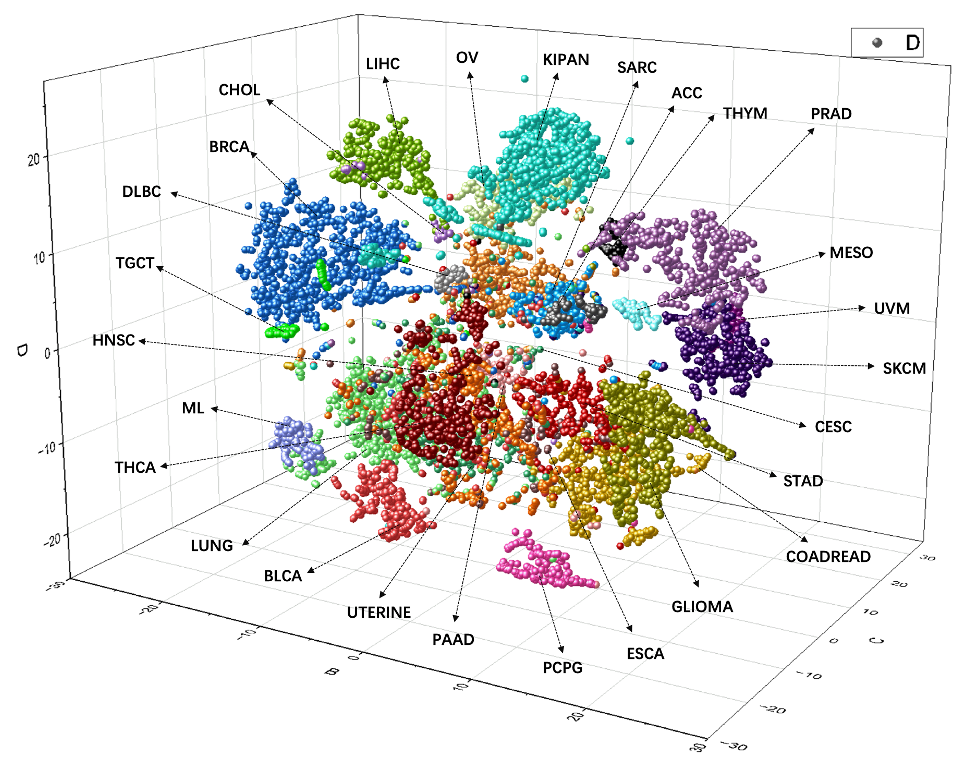 D
LIHC
OV
KIPAN
SARC
CHOL
ACC
THYM
PRAD
BRCA
20
DLBC
MESO
10
TGCT
UVM
HNSC
D
0
SKCM
ML
CESC
-10
THCA
STAD
LUNG
-20
COADREAD
30
BLCA
-30
20
UTERINE
GLIOMA
-20
10
PAAD
C
-10
ESCA
0
PCPG
0
B
-10
10
-20
20
30
-30